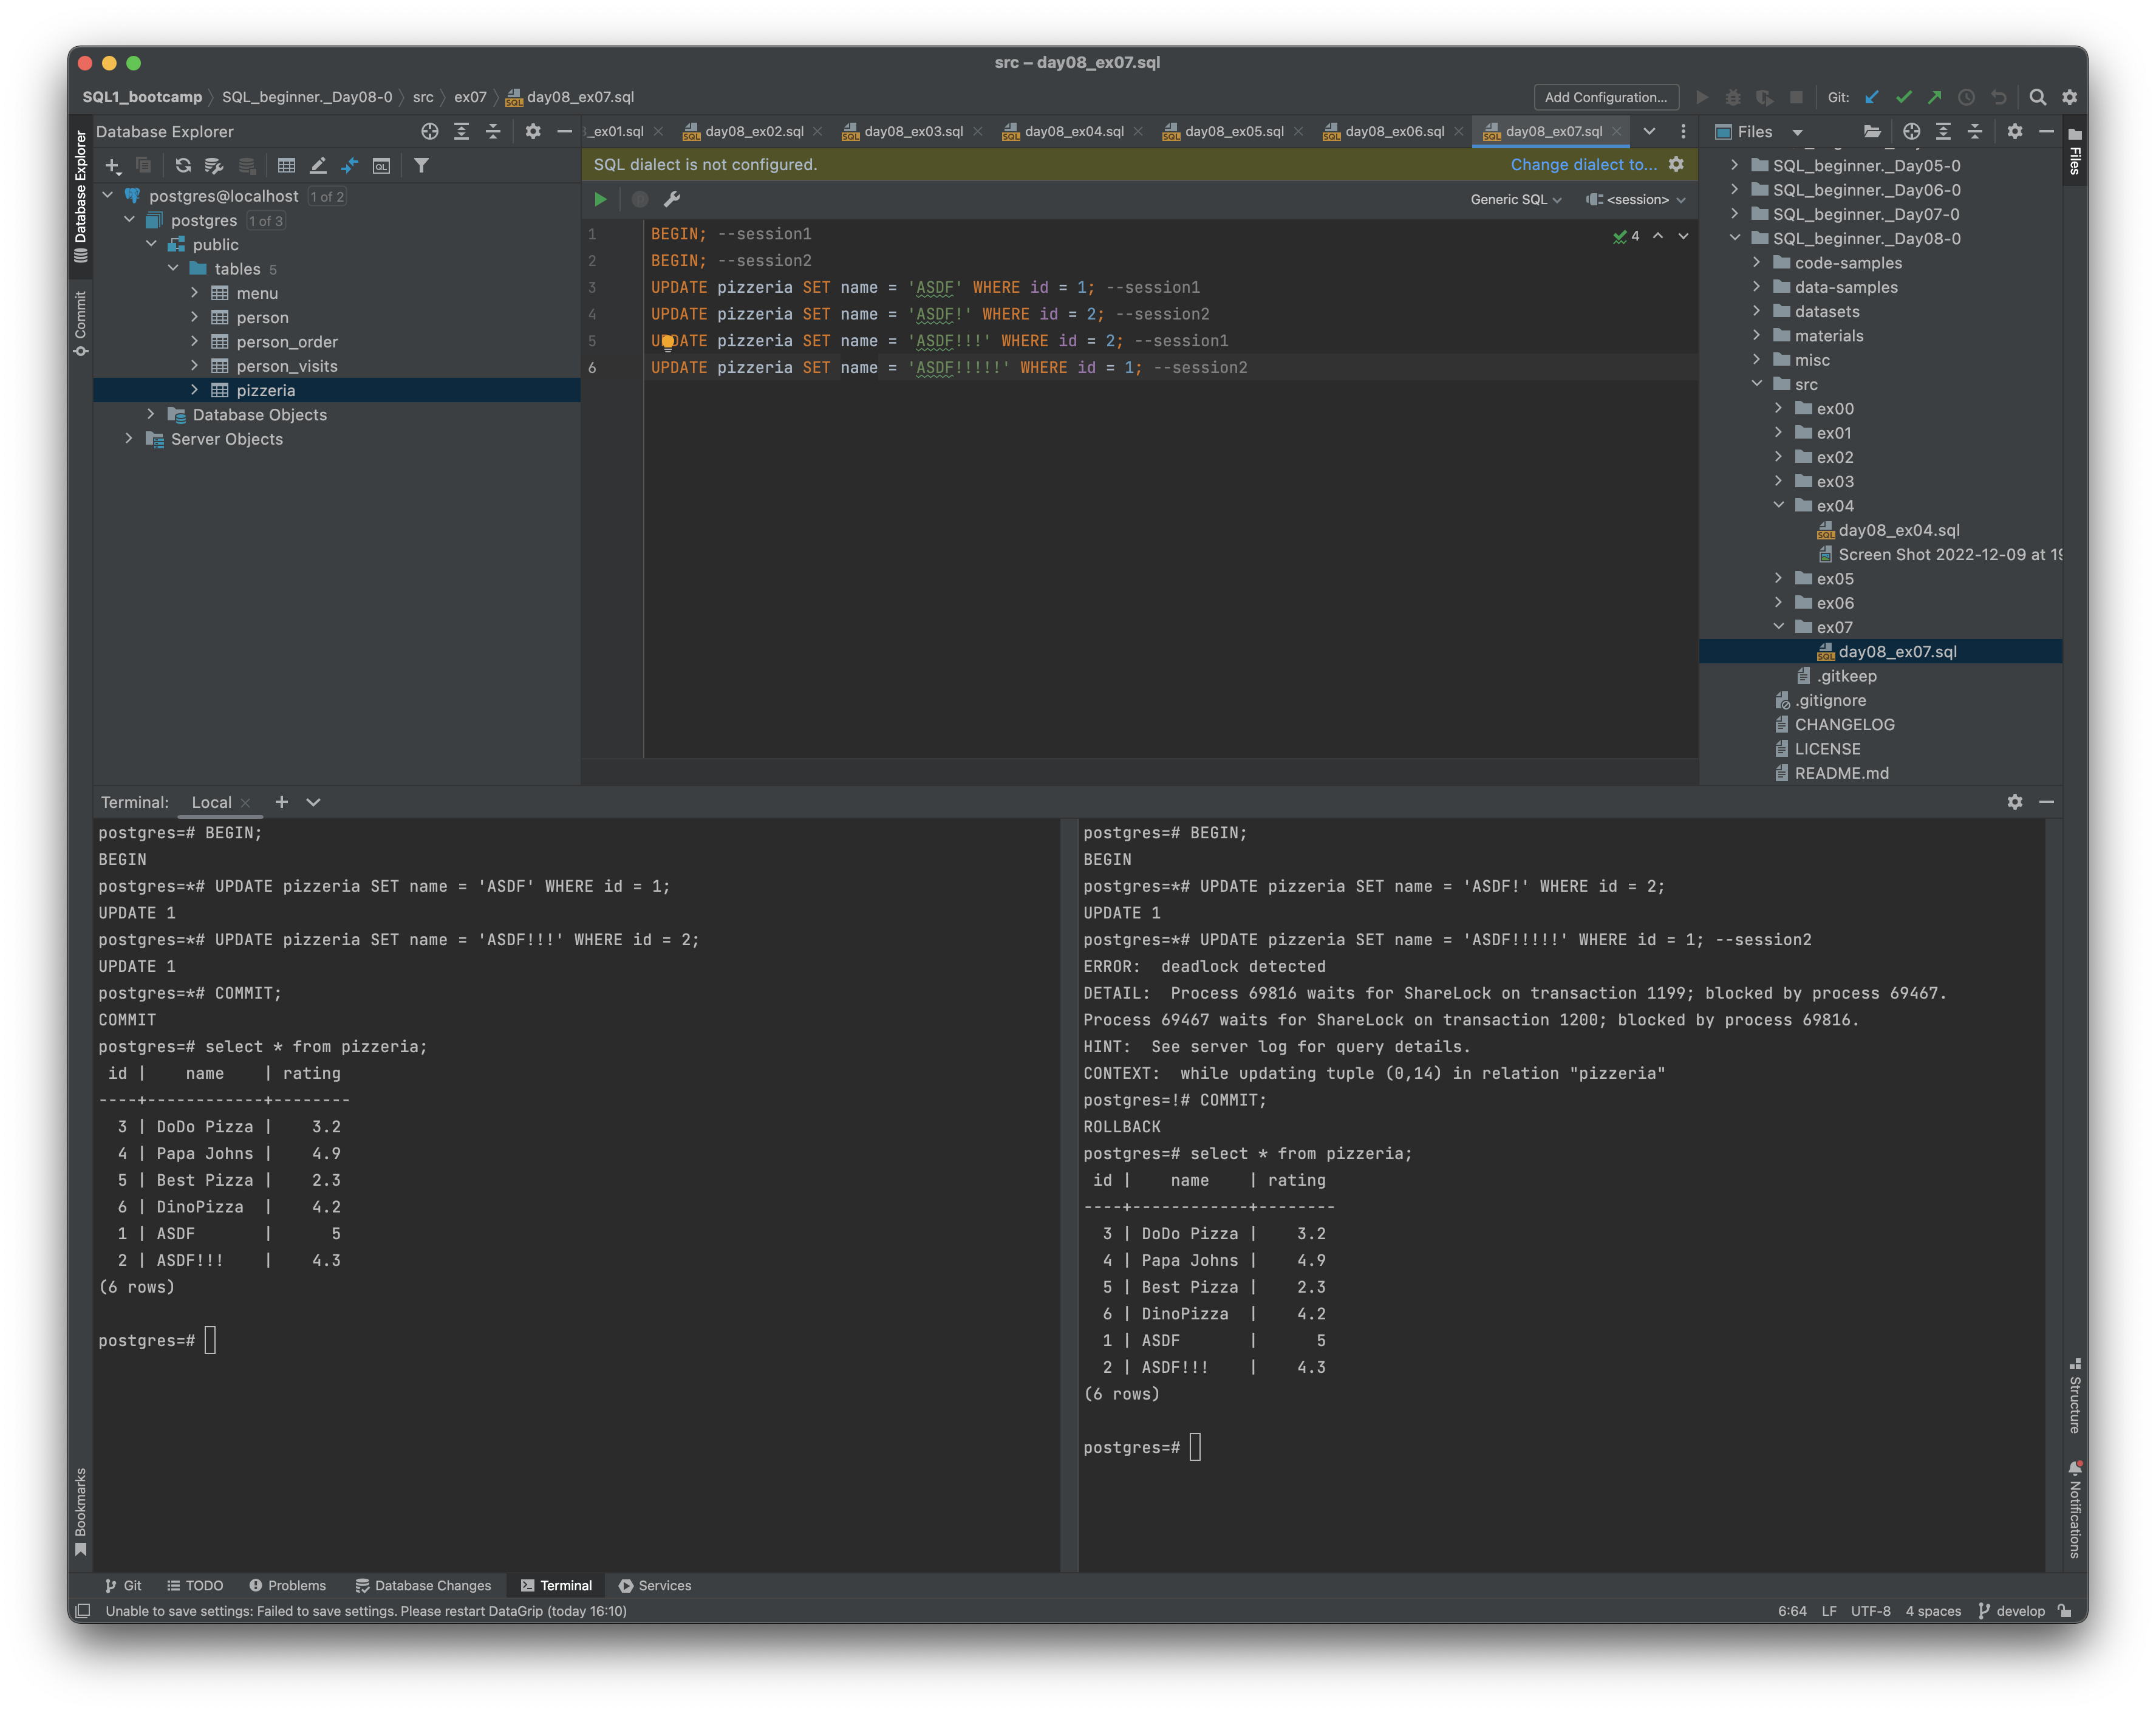 src – day08_ex07.sql
SQL1_bootcamp SQL_beginner._Day08-0 src ex07 day08_ex07.sql
Add Configuration...
Git:
Database Explorer
_ex01.sql
day08_ex02.sql
day08_ex03.sql
day08_ex04.sql
day08_ex05.sql
day08_ex06.sql
day08_ex07.sql
Files
Database Explorer
Commit
Bookmarks
Files
Structure
Notifications
postgres@localhost 1 of 2
postgres 1 of 3
public
tables 5
menu
person
person_order
person_visits
pizzeria
Database Objects
Server Objects
SQL dialect is not configured.
Change dialect to...
Generic SQL
<session>
4
1 BEGIN; --session1
2 BEGIN; --session2
3 UPDATE pizzeria SET name = 'ASDF' WHERE id = 1; --session1
4 UPDATE pizzeria SET name = 'ASDF!' WHERE id = 2; --session2
5 UPDATE pizzeria SET name = 'ASDF!!!' WHERE id = 2; --session1
6 UPDATE pizzeria SET name = 'ASDF!!!!!' WHERE id = 1; --session2
SQL_beginner._Day05-0
SQL_beginner._Day06-0
SQL_beginner._Day07-0
SQL_beginner._Day08-0
code-samples
data-samples
datasets
materials
misc
src
ex00
ex01
ex02
ex03
ex04
day08_ex04.sql
Screen Shot 2022-12-09 at 19
ex05
ex06
ex07
day08_ex07.sql
.gitkeep
.gitignore
CHANGELOG
LICENSE
README.md
Terminal: Local
postgres=# BEGIN;
BEGIN
postgres=*# UPDATE pizzeria SET name = 'ASDF' WHERE id = 1;
UPDATE 1
postgres=*# UPDATE pizzeria SET name = 'ASDF!!!' WHERE id = 2;
UPDATE 1
postgres=*# COMMIT;
COMMIT
postgres=# select * from pizzeria;
 id |    name    | rating
----+------------+--------
  3 | DoDo Pizza |    3.2
  4 | Papa Johns |    4.9
  5 | Best Pizza |    2.3
  6 | DinoPizza  |    4.2
  1 | ASDF       |      5
  2 | ASDF!!!    |    4.3
(6 rows)
postgres=#
postgres=# BEGIN;
BEGIN
postgres=*# UPDATE pizzeria SET name = 'ASDF!' WHERE id = 2;
UPDATE 1
postgres=*# UPDATE pizzeria SET name = 'ASDF!!!!!' WHERE id = 1; --session2
ERROR:  deadlock detected
DETAIL:  Process 69816 waits for ShareLock on transaction 1199; blocked by process 69467.
Process 69467 waits for ShareLock on transaction 1200; blocked by process 69816.
HINT:  See server log for query details.
CONTEXT:  while updating tuple (0,14) in relation "pizzeria"
postgres=!# COMMIT;
ROLLBACK
postgres=# select * from pizzeria;
 id |    name    | rating
----+------------+--------
  3 | DoDo Pizza |    3.2
  4 | Papa Johns |    4.9
  5 | Best Pizza |    2.3
  6 | DinoPizza  |    4.2
  1 | ASDF       |      5
  2 | ASDF!!!    |    4.3
(6 rows)
postgres=#
Git TODO Problems Database Changes Terminal Services
Unable to save settings: Failed to save settings. Please restart DataGrip (today 16:10)
6:64 LF UTF-8 4 spaces develop